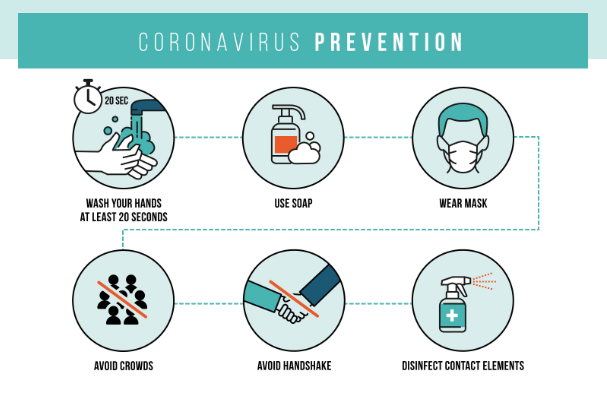 CORONAVIRUS PREVENTION
20 SEC
WASH YOUR HANDS
AT LEAST 20 SECONDS
USE SOAP
WEAR MASK
AVOID CROWDS
AVOID HANDSHAKE
DISINFECT CONTACT ELEMENTS